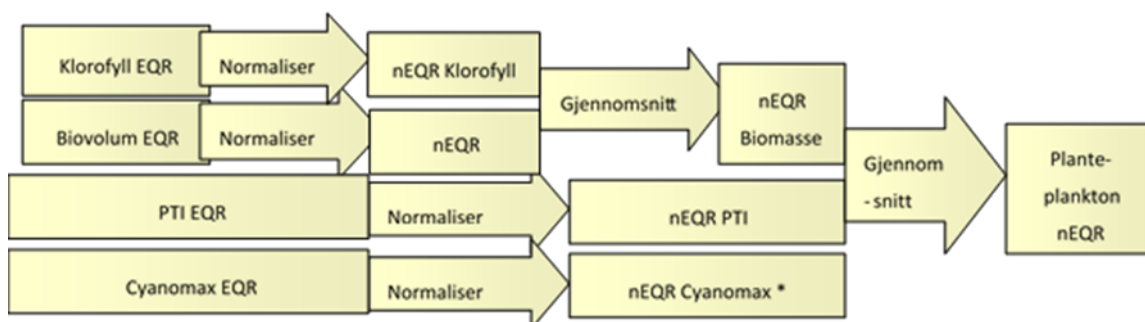 Klorofyll EQR
Normaliser
nEQR Klorofyll
Biovolum EQR
Normaliser
nEQR
Gjennomsnitt
nEQR
Biomasse
PTI EQR
Normaliser
nEQR PTI
Cyanomax EQR
Normaliser
nEQR Cyanomax *
Gjennom
- snitt
Plante-
plankton
nEQR